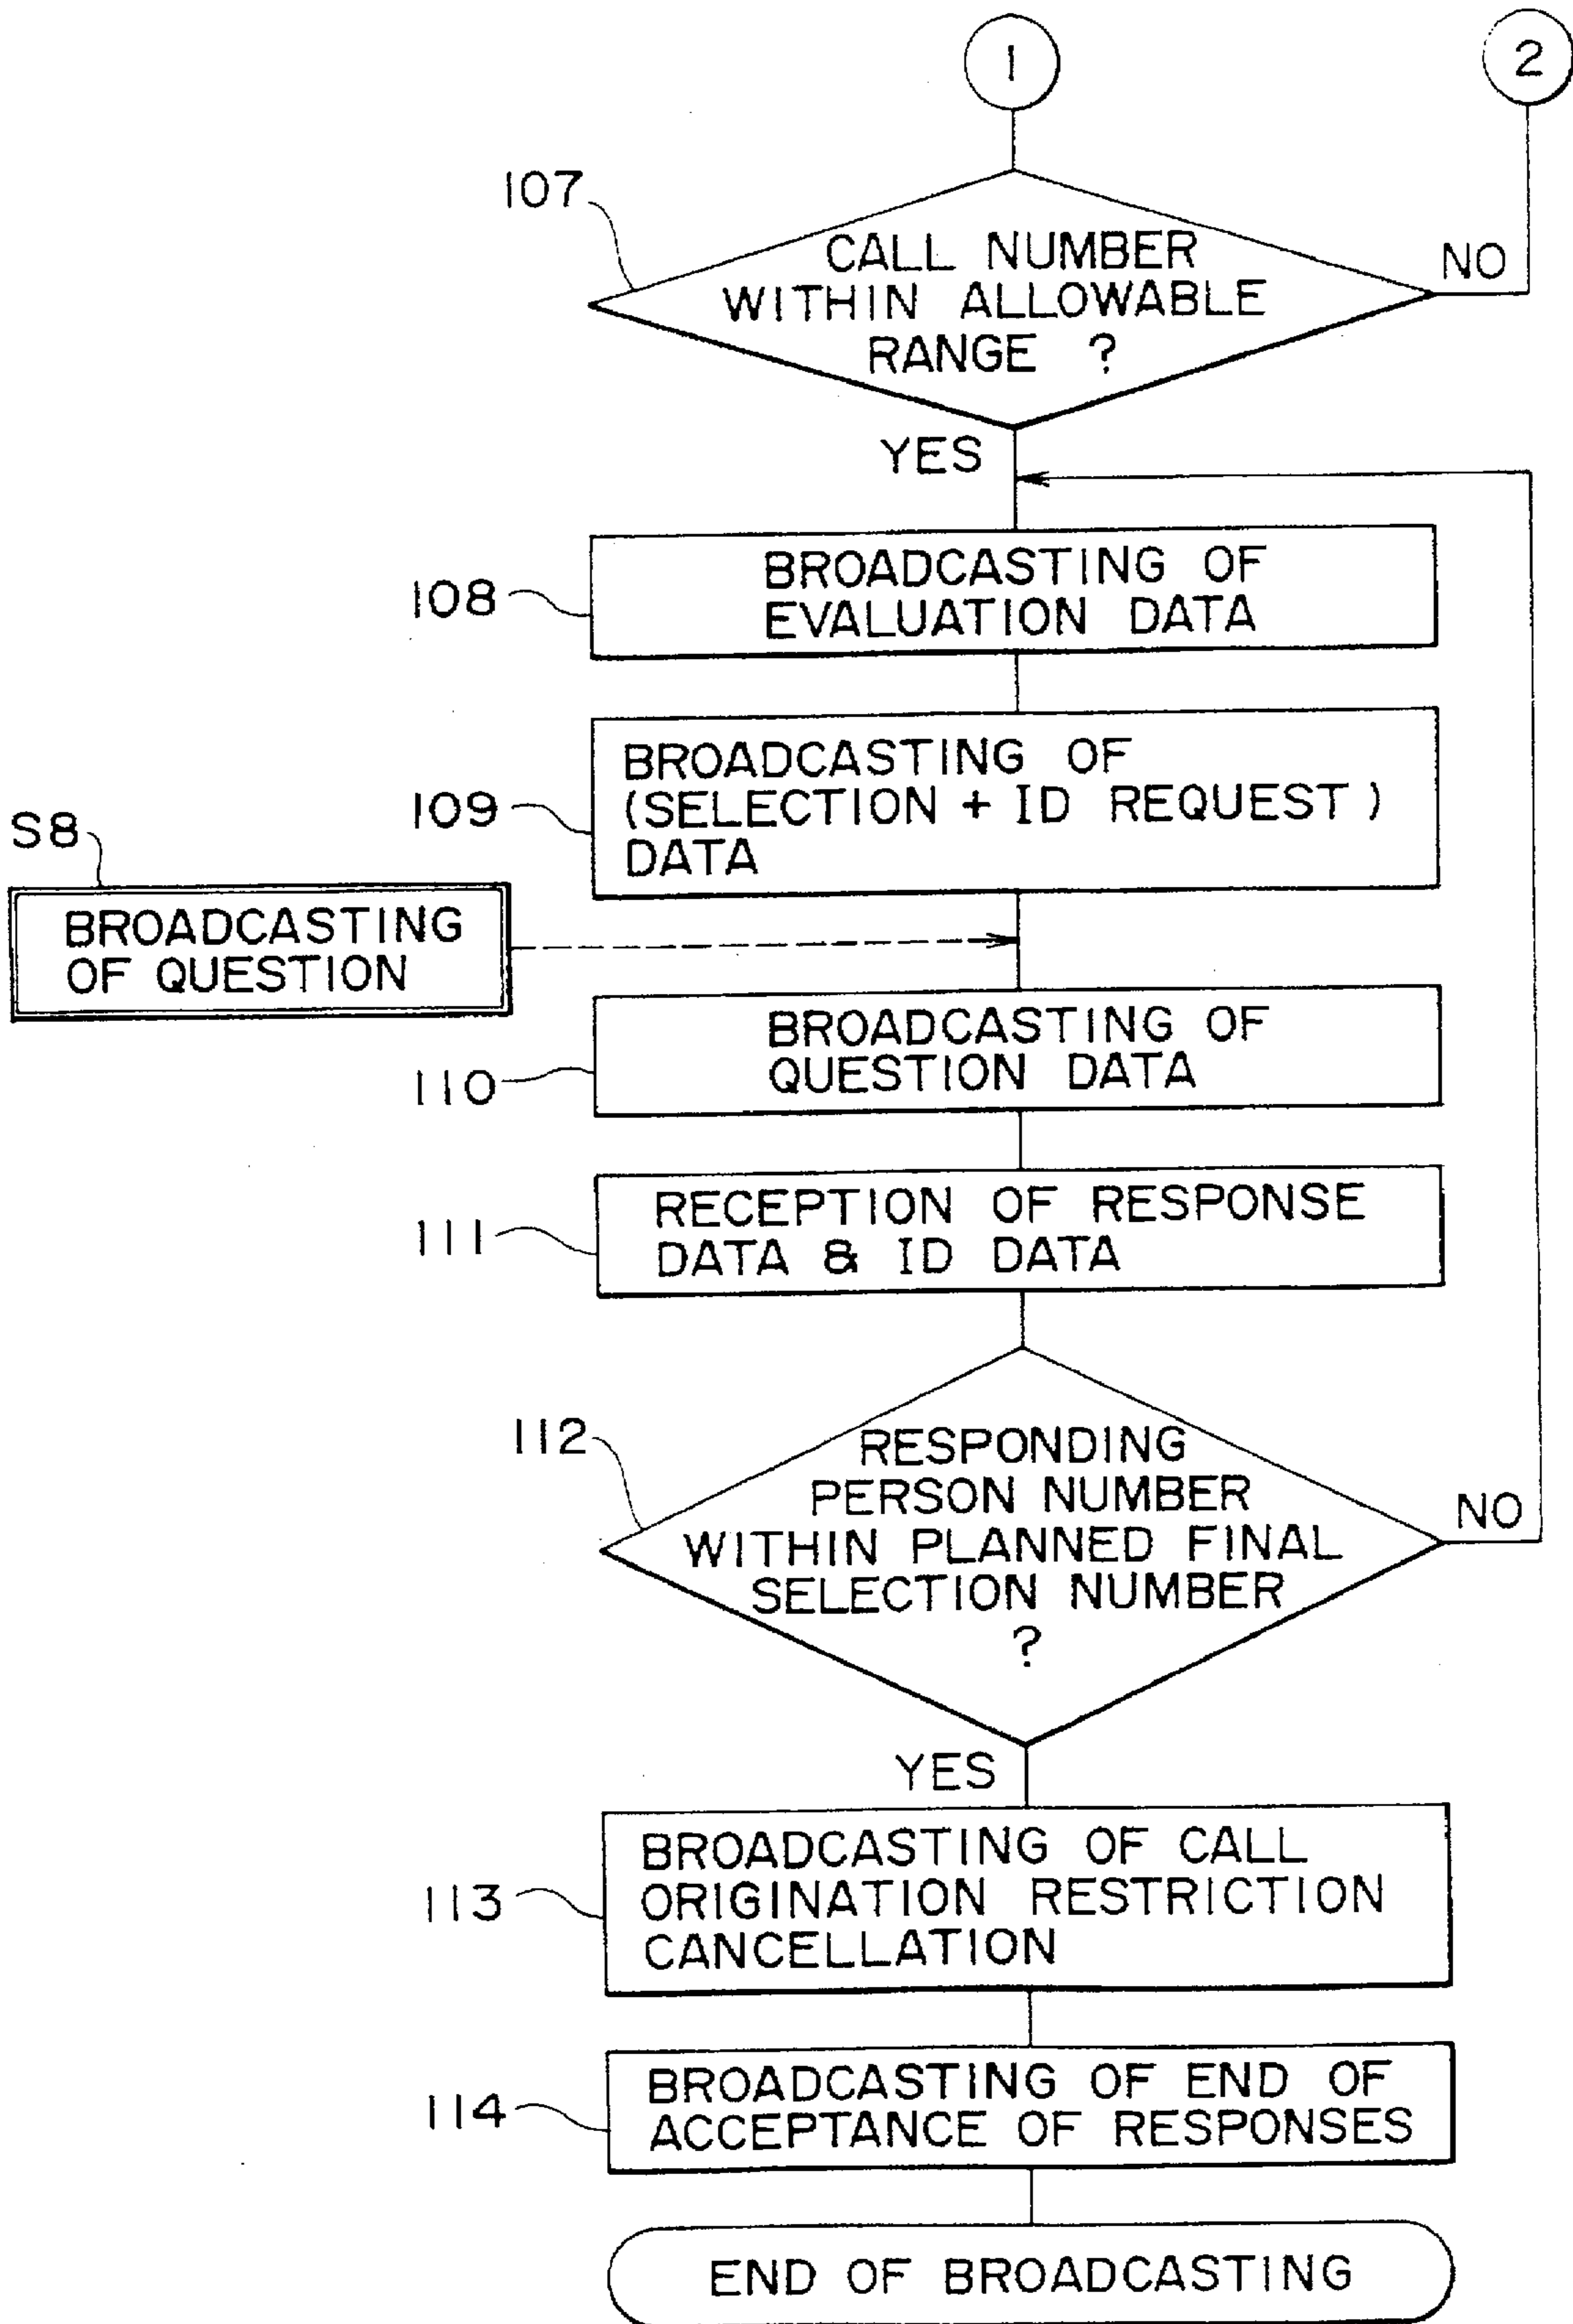 1
2
107
CALL NUMBER
WITHIN ALLOWABLE
RANGE ?
NO
YES
108
BROADCASTING OF
EVALUATION DATA
109
BROADCASTING OF
(SELECTION + ID REQUEST)
DATA
S8
BROADCASTING
OF QUESTION
110
BROADCASTING OF
QUESTION DATA
111
RECEPTION OF RESPONSE
DATA & ID DATA
112
RESPONDING
PERSON NUMBER
WITHIN PLANNED FINAL
SELECTION NUMBER
?
NO
YES
113
BROADCASTING OF CALL
ORIGINATION RESTRICTION
CANCELLATION
114
BROADCASTING OF END OF
ACCEPTANCE OF RESPONSES
END OF BROADCASTING